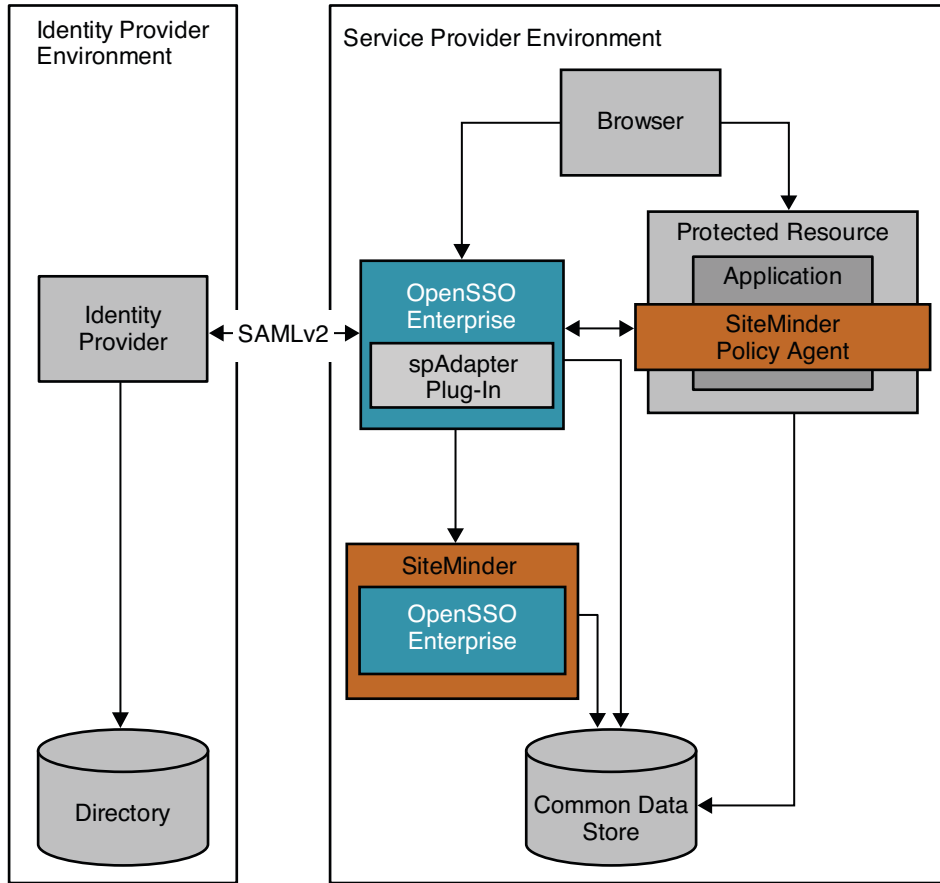 Identity Provider
Environment
Service Provider Environment
Browser
Protected Resource
Application
SiteMinder
Policy Agent
OpenSSO
Enterprise
spAdapter
Plug-In
Identity
Provider
SAMLv2
SiteMinder
OpenSSO
Enterprise
Directory
Common Data
Store